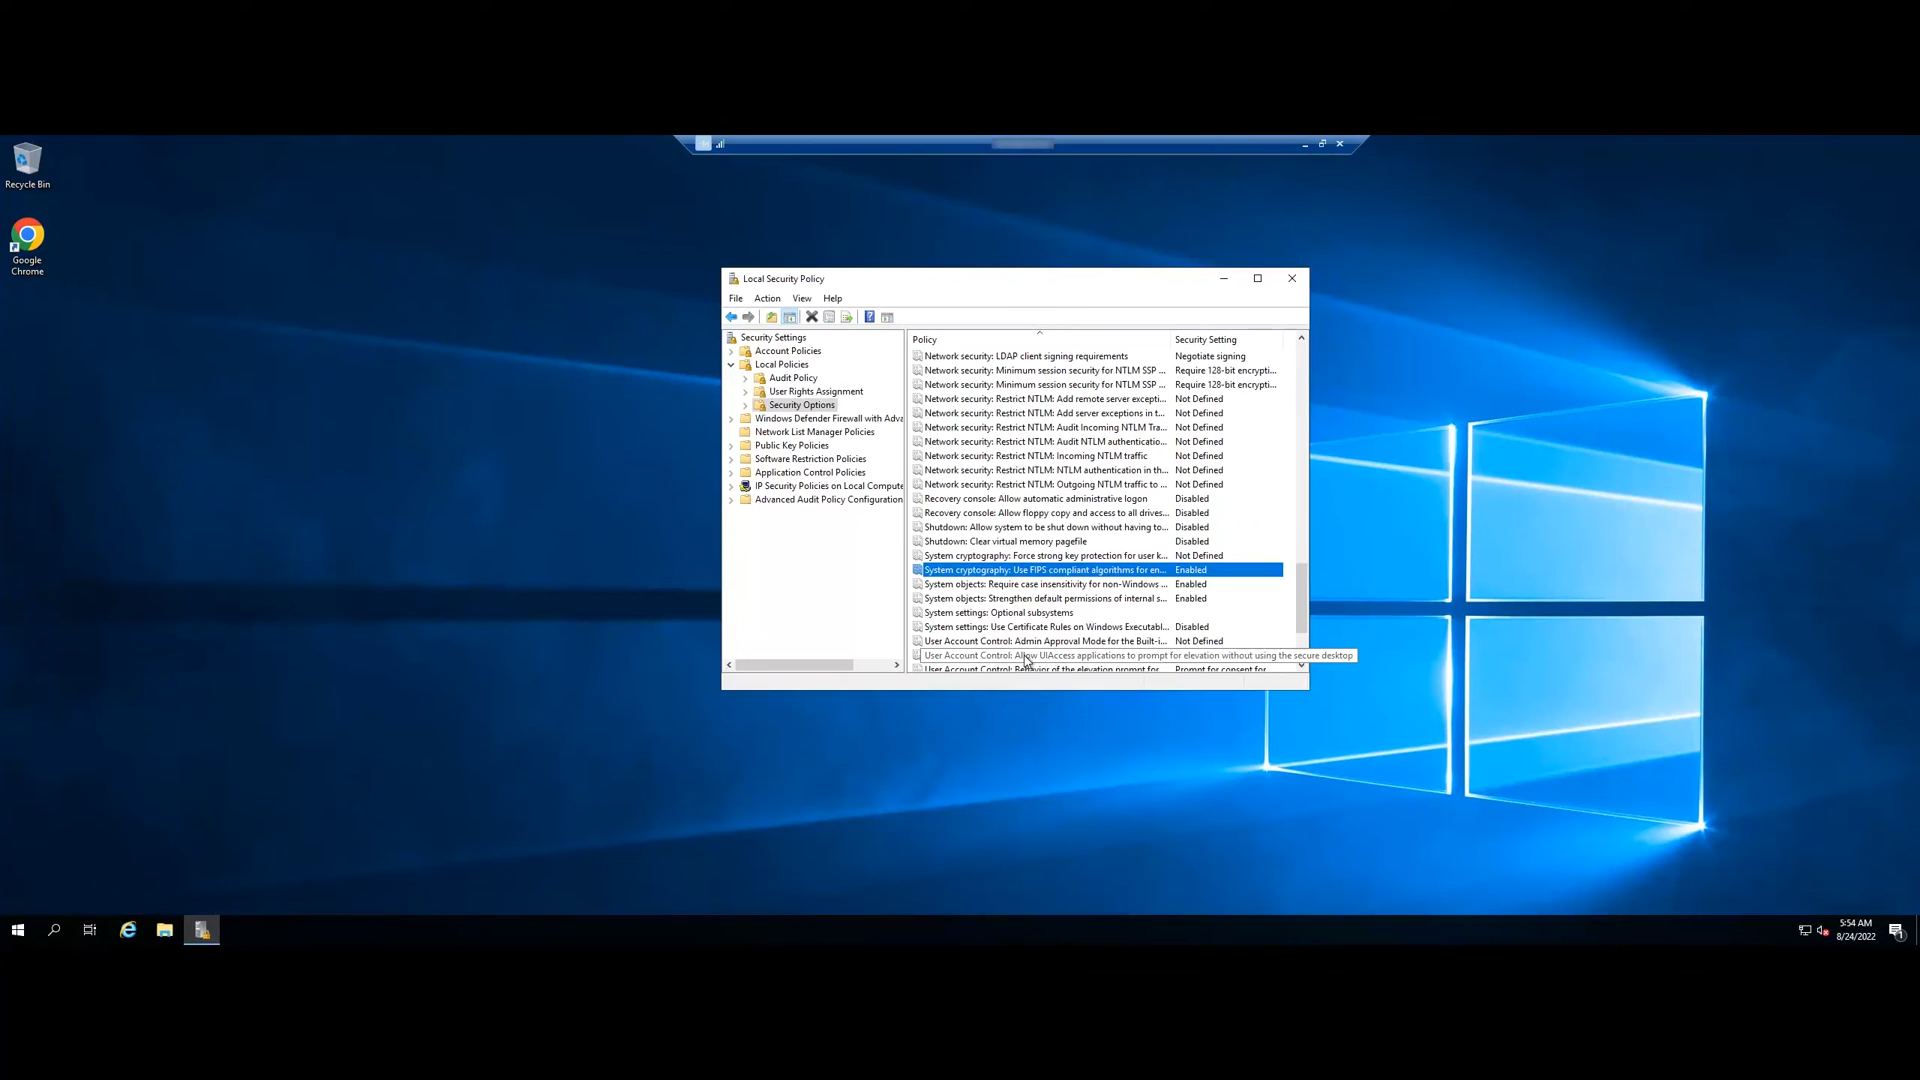 Recycle Bin
Google
Chrome
Local Security Policy
File Action View Help
Security Settings
Account Policies
Local Policies
Audit Policy
User Rights Assignment
Security Options
Windows Defender Firewall with Adva
Network List Manager Policies
Public Key Policies
Software Restriction Policies
Application Control Policies
IP Security Policies on Local Compute
Advanced Audit Policy Configuration
Policy Security Setting
Network security: LDAP client signing requirements Negotiate signing
Network security: Minimum session security for NTLM SSP ... Require 128-bit encrypti...
Network security: Minimum session security for NTLM SSP ... Require 128-bit encrypti...
Network security: Restrict NTLM: Add remote server excepti... Not Defined
Network security: Restrict NTLM: Add server exceptions in t... Not Defined
Network security: Restrict NTLM: Audit Incoming NTLM Tra... Not Defined
Network security: Restrict NTLM: Audit NTLM authenticatio... Not Defined
Network security: Restrict NTLM: Incoming NTLM traffic Not Defined
Network security: Restrict NTLM: NTLM authentication in th... Not Defined
Network security: Restrict NTLM: Outgoing NTLM traffic to ... Not Defined
Recovery console: Allow automatic administrative logon Disabled
Recovery console: Allow floppy copy and access to all drives... Disabled
Shutdown: Allow system to be shut down without having to... Disabled
Shutdown: Clear virtual memory pagefile Disabled
System cryptography: Force strong key protection for user k... Not Defined
System cryptography: Use FIPS compliant algorithms for en... Enabled
System objects: Require case insensitivity for non-Windows ... Enabled
System objects: Strengthen default permissions of internal s... Enabled
System settings: Optional subsystems
System settings: Use Certificate Rules on Windows Executabl... Disabled
User Account Control: Admin Approval Mode for the Built-i... Not Defined
User Account Control: Allow UIAccess applications to prompt for elevation without using the secure desktop
User Account Control: Behavior of the elevation prompt for Prompt for consent for
5:54 AM
8/24/2022
1